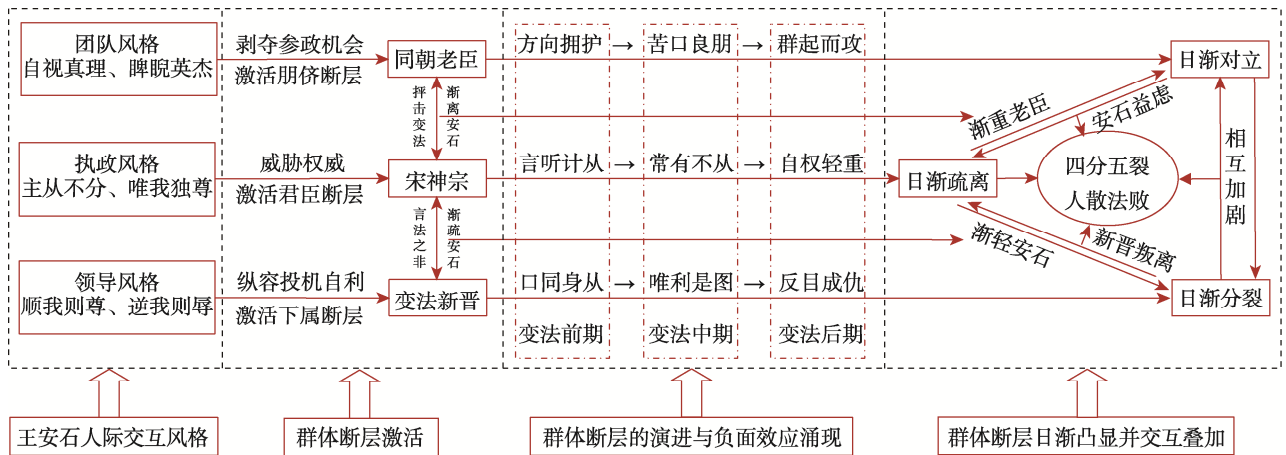 团队风格
自视真理、睥睨英杰
剥夺参政机会
激活朋侪断层
同朝老臣
方向拥护 → 苦口良朋 → 群起而攻
日渐对立
抨击变法
渐离安石
渐重老臣
安石益虑
执政风格
主从不分、唯我独尊
威胁权威
激活君臣断层
宋神宗
言听计从 → 常有不从 → 自权轻重
日渐疏离
四分五裂
人散法败
相互加剧
言法之非
渐疏安石
渐轻安石
新晋叛离
领导风格
顺我则尊、逆我则辱
纵容投机自利
激活下属断层
变法新晋
口同身从 → 唯利是图 → 反目成仇
日渐分裂
变法前期
变法中期
变法后期
王安石人际交互风格
群体断层激活
群体断层的演进与负面效应涌现
群体断层日渐凸显并交互叠加